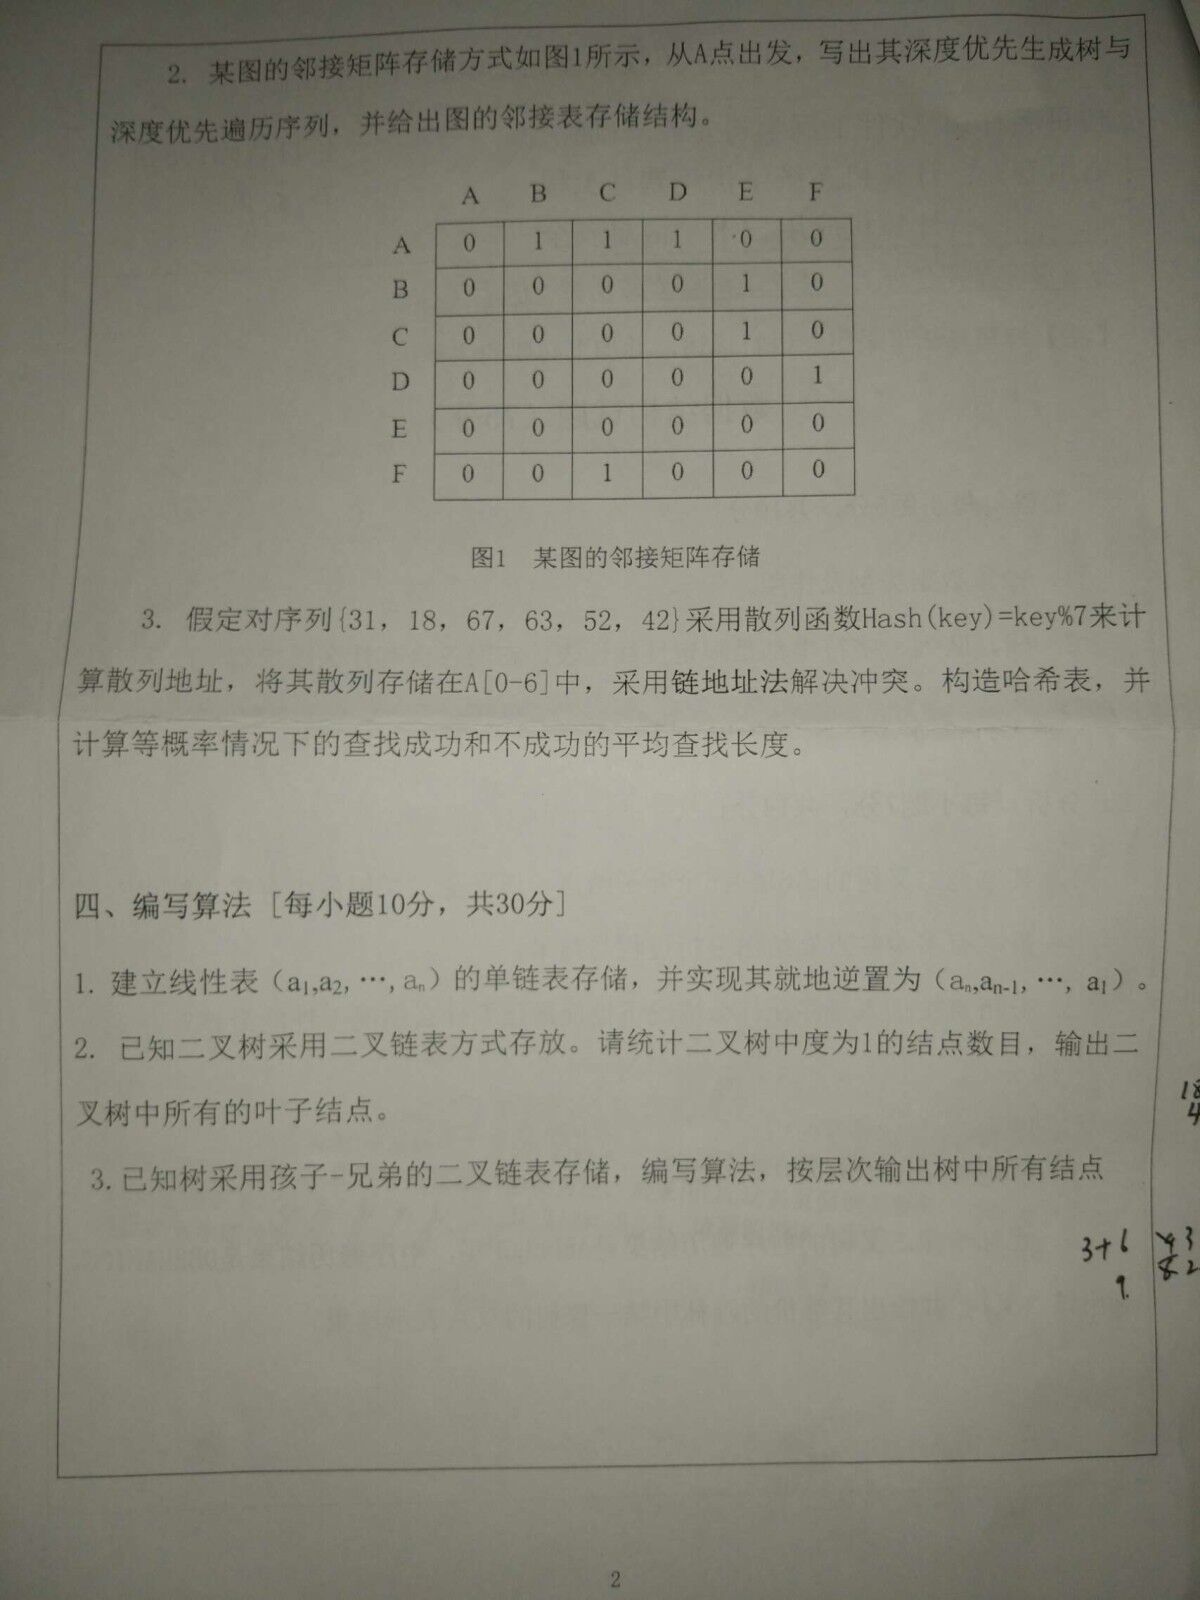 2. 某图的邻接矩阵存储方式如图1所示，从A点出发，写出其深度优先生成树与
深度优先遍历序列，并给出图的邻接表存储结构。
A B C D E F
A 0 1 1 1 0 0
B 0 0 0 0 1 0
C 0 0 0 0 1 0
D 0 0 0 0 0 1
E 0 0 0 0 0 0
F 0 0 1 0 0 0
图1 某图的邻接矩阵存储
3. 假定对序列{31，18，67，63，52，42}采用散列函数Hash(key)=key%7来计
算散列地址，将其散列存储在A[0-6]中，采用链地址法解决冲突。构造哈希表，并
计算等概率情况下的查找成功和不成功的平均查找长度。
四、编写算法 [每小题10分，共30分]
1. 建立线性表（a1,a2,…,an）的单链表存储，并实现其就地逆置为（an,an-1,…, a1）。
2. 已知二叉树采用二叉链表方式存放。请统计二叉树中度为1的结点数目，输出二
叉树中所有的叶子结点。
18
4
3.已知树采用孩子-兄弟的二叉链表存储，编写算法，按层次输出树中所有结点
3+6
9.
2